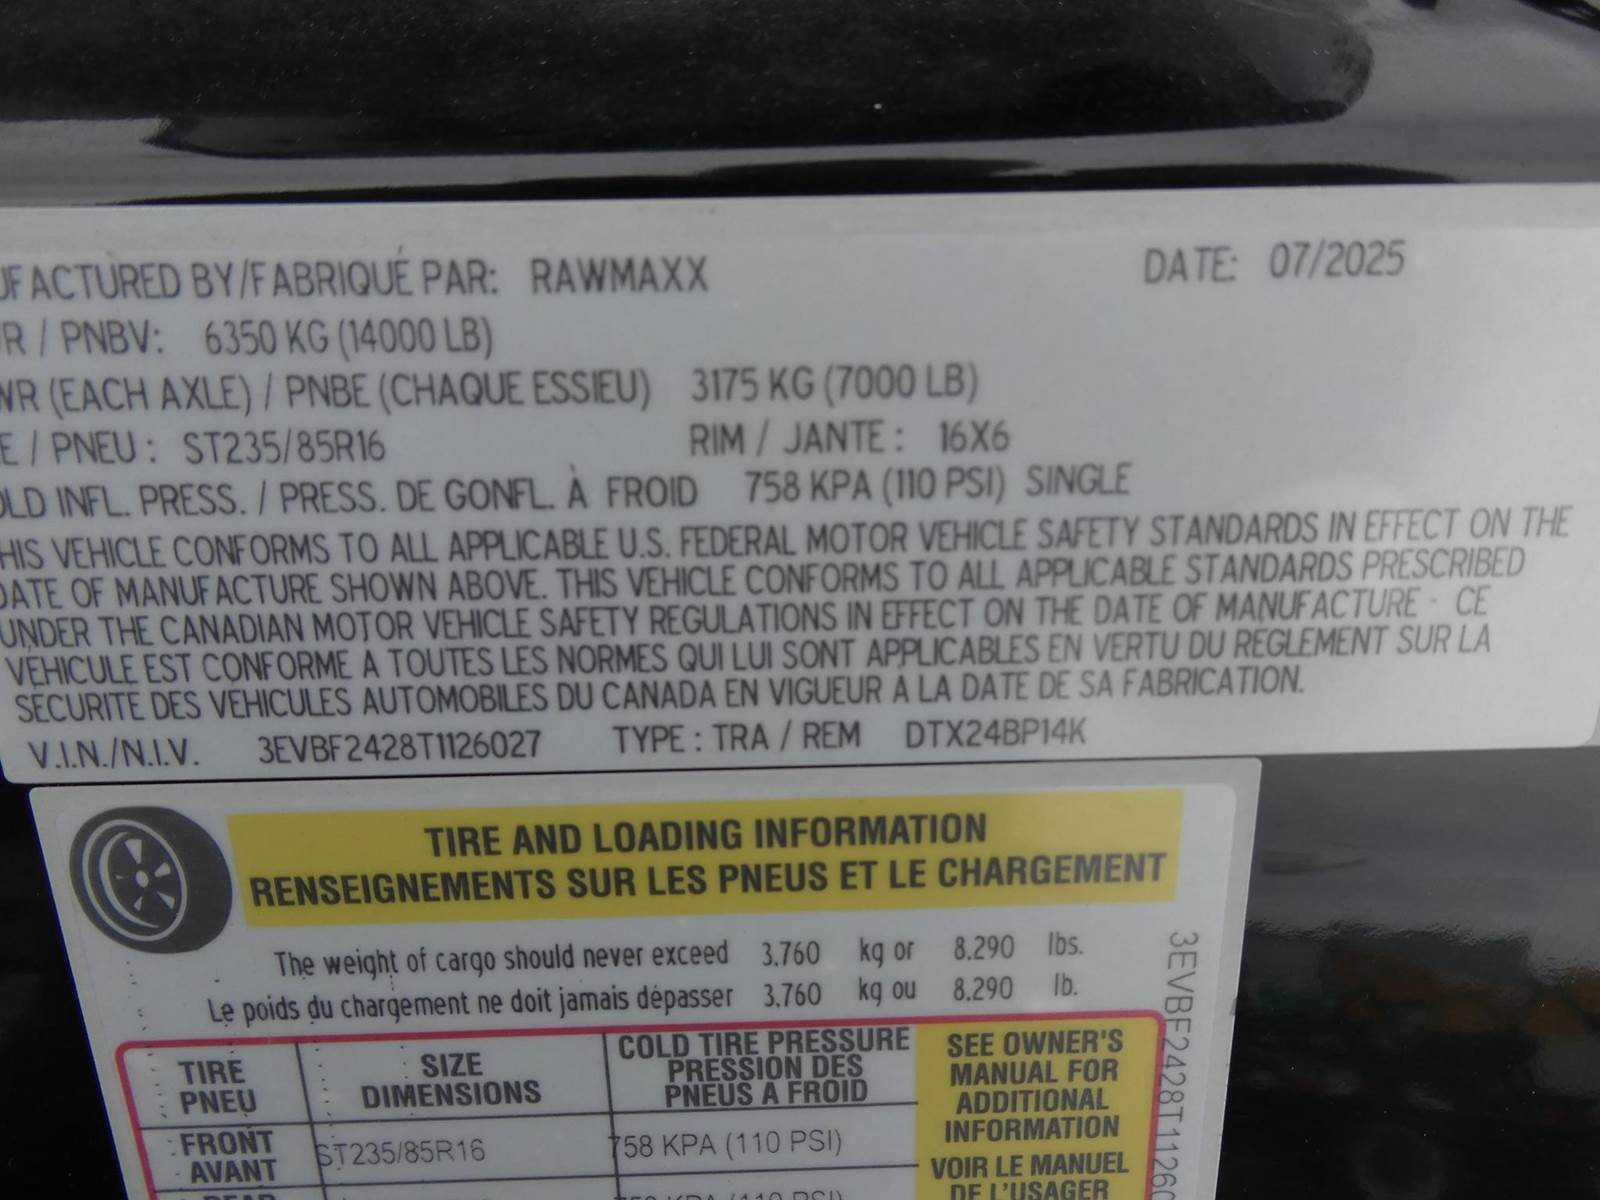 UFACTURED BY/FABRIQUÉ PAR: RAWMAXX DATE: 07/2025
R / PNBV: 6350 KG (14000 LB)
WR (EACH AXLE) / PNBE (CHAQUE ESSIEU) 3175 KG (7000 LB)
E / PNEU : ST235/85R16 RIM / JANTE : 16X6
OLD INFL. PRESS. / PRESS. DE GONFL. À FROID 758 KPA (110 PSI) SINGLE
HIS VEHICLE CONFORMS TO ALL APPLICABLE U.S. FEDERAL MOTOR VEHICLE SAFETY STANDARDS IN EFFECT ON THE
DATE OF MANUFACTURE SHOWN ABOVE. THIS VEHICLE CONFORMS TO ALL APPLICABLE STANDARDS PRESCRIBED
UNDER THE CANADIAN MOTOR VEHICLE SAFETY REGULATIONS IN EFFECT ON THE DATE OF MANUFACTURE - CE
VÉHICULE EST CONFORME A TOUTES LES NORMES QUI LUI SONT APPLICABLES EN VERTU DU REGLEMENT SUR LA
SÉCURITÉ DES VEHICULES AUTOMOBILES DU CANADA EN VIGUEUR A LA DATE DE SA FABRICATION.
V.I.N./N.I.V. 3EVBF2428T1126027 TYPE : TRA / REM DTX24BP14K
TIRE AND LOADING INFORMATION
RENSEIGNEMENTS SUR LES PNEUS ET LE CHARGEMENT
The weight of cargo should never exceed 3.760 kg or 8.290 lbs.
Le poids du chargement ne doit jamais dépasser 3.760 kg ou 8.290 lb.
TIRE
PNEU
SIZE
DIMENSIONS
COLD TIRE PRESSURE
PRESSION DES
PNEUS A FROID
SEE OWNER'S
MANUAL FOR
ADDITIONAL
INFORMATION
VOIR LE MANUEL
DE L'USAGER
FRONT
AVANT
ST235/85R16
758 KPA (110 PSI)
REAR
758 KPA (110 PSI)
3EVBF2428T11260